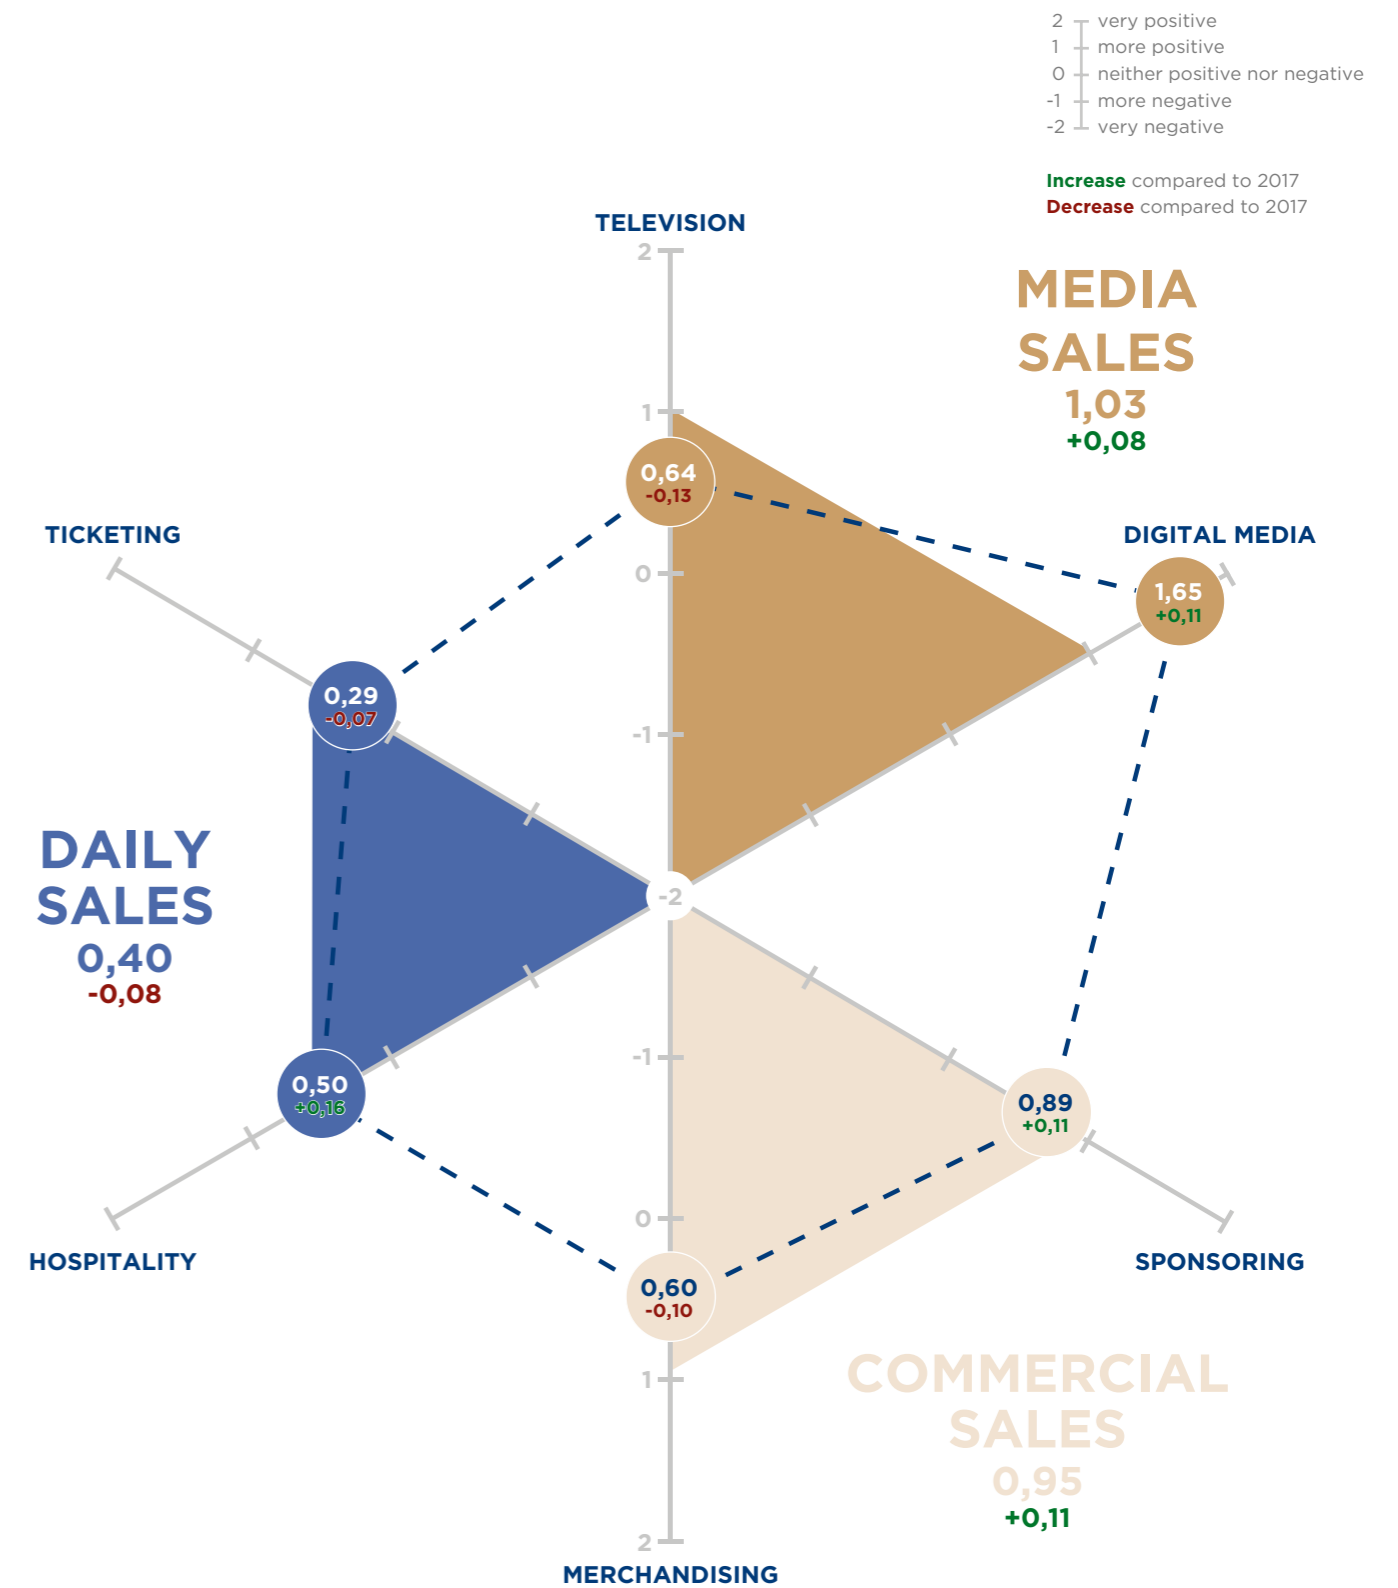 2 very positive
1 more positive
0 neither positive nor negative
-1 more negative
-2 very negative
Increase compared to 2017
Decrease compared to 2017
TELEVISION
2
MEDIA
SALES
1,03
+0,08
1
0,64
-0,13
TICKETING
DIGITAL MEDIA
0
1,65
+0,11
0,29
-0,07
-1
DAILY
SALES
0,40
-0,08
-2
-1
0,50
+0,16
0,89
+0,11
0
HOSPITALITY
SPONSORING
0,60
-0,10
1
COMMERCIAL
SALES
0,95
+0,11
2
MERCHANDISING